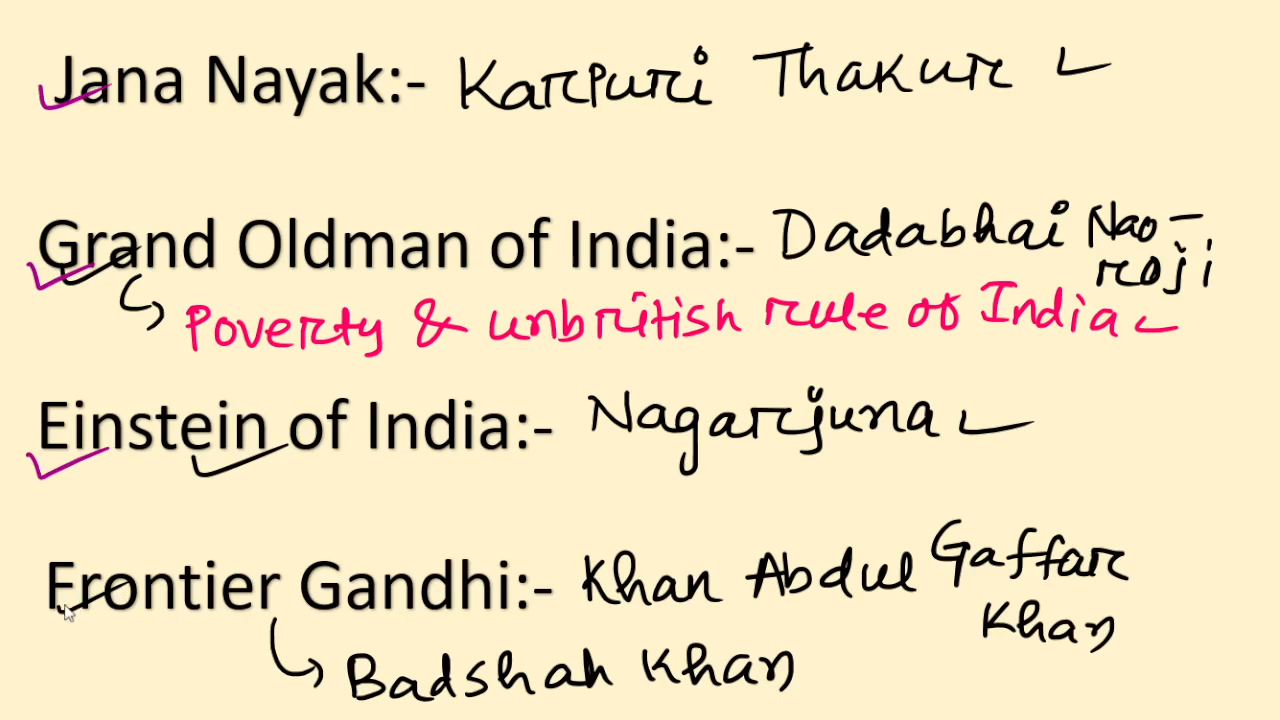 Jana Nayak:- Karpuri Thakur
Grand Oldman of India:- Dadabhai Nao-
roji
Poverty & unbritish rule of India
Einstein of India:- Nagarjuna
Frontier Gandhi:- Khan Abdul Gaffar
Khan
Badshah Khan